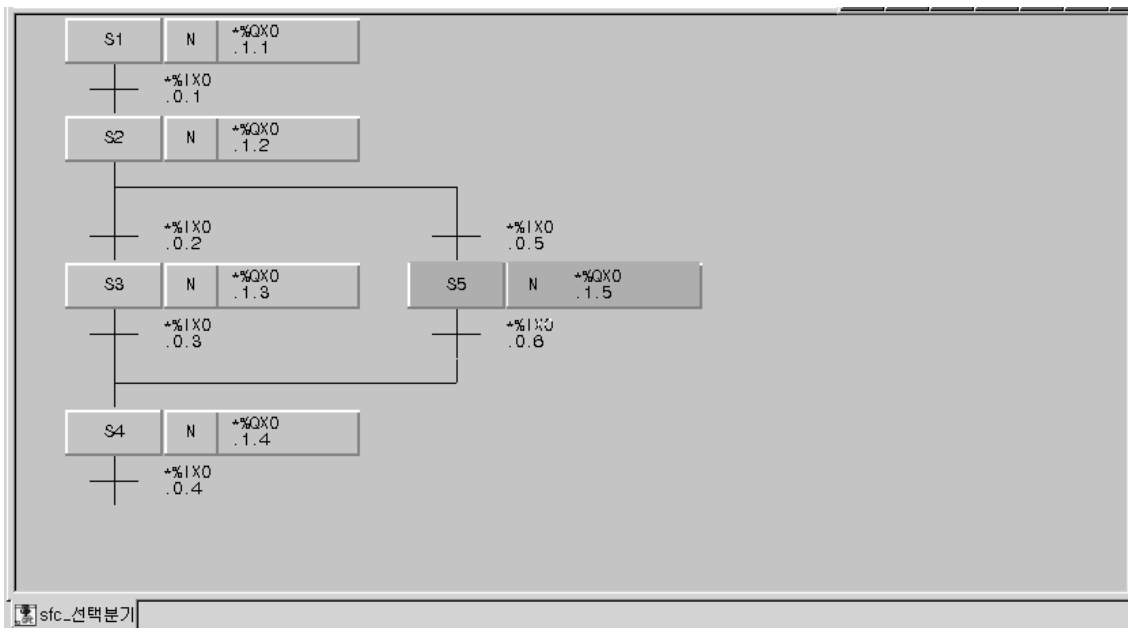 S1 N *%QX0
.1.1
*%IX0
.0.1
S2 N *%QX0
.1.2
*%IX0
.0.2
*%IX0
.0.5
S3 N *%QX0
.1.3
S5 N *%QX0
.1.5
*%IX0
.0.3
*%IX0
.0.6
S4 N *%QX0
.1.4
*%IX0
.0.4
sfc_선택분기